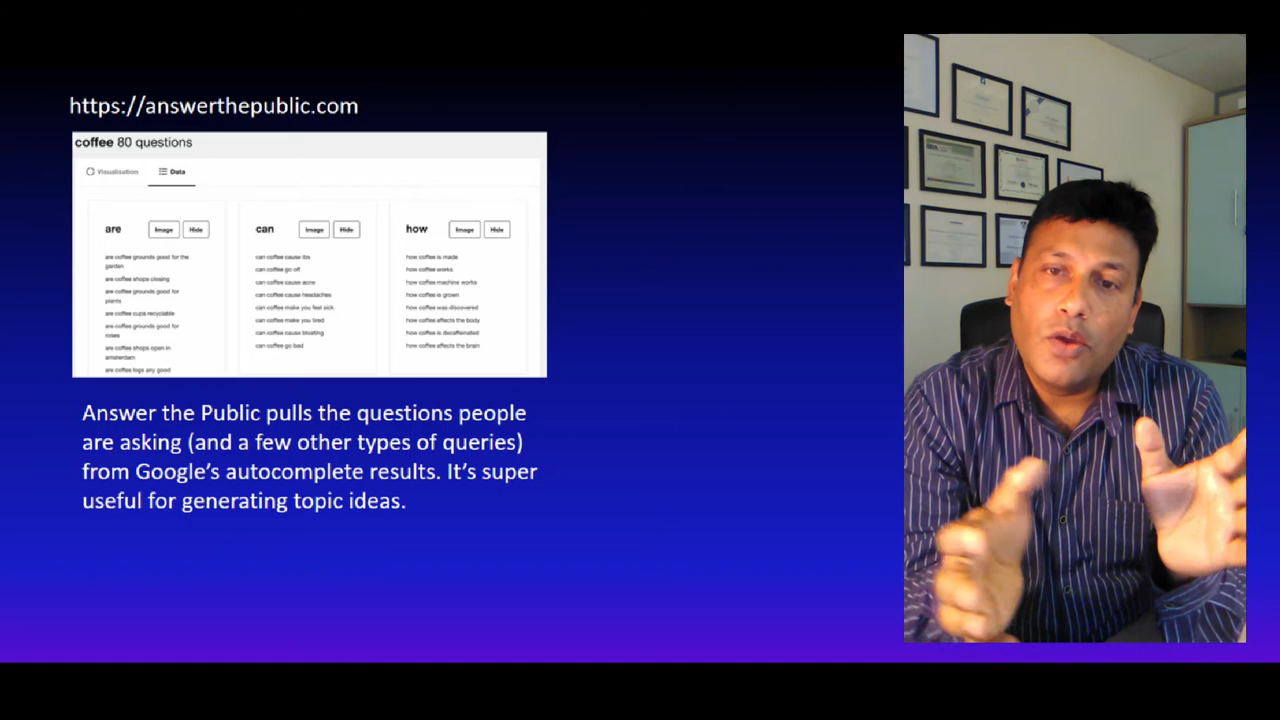 https://answerthepublic.com
coffee 80 questions
Visualisation Data
are Image Hide
are coffee grounds good for the
garden
are coffee shops closing
are coffee grounds good for
plants
are coffee cups recyclable
are coffee grounds good for
roses
are coffee shops open in
amsterdam
are coffee logs any good
can Image Hide
can coffee cause ibs
can coffee go off
can coffee cause acne
can coffee cause headaches
can coffee make you feel sick
can coffee make you tired
can coffee cause bloating
can coffee go bad
how Image Hide
how coffee is made
how coffee works
how coffee machine works
how coffee is grown
how coffee was discovered
how coffee affects the body
how coffee is decaffeinated
how coffee affects the brain
Answer the Public pulls the questions people
are asking (and a few other types of queries)
from Google’s autocomplete results. It’s super
useful for generating topic ideas.